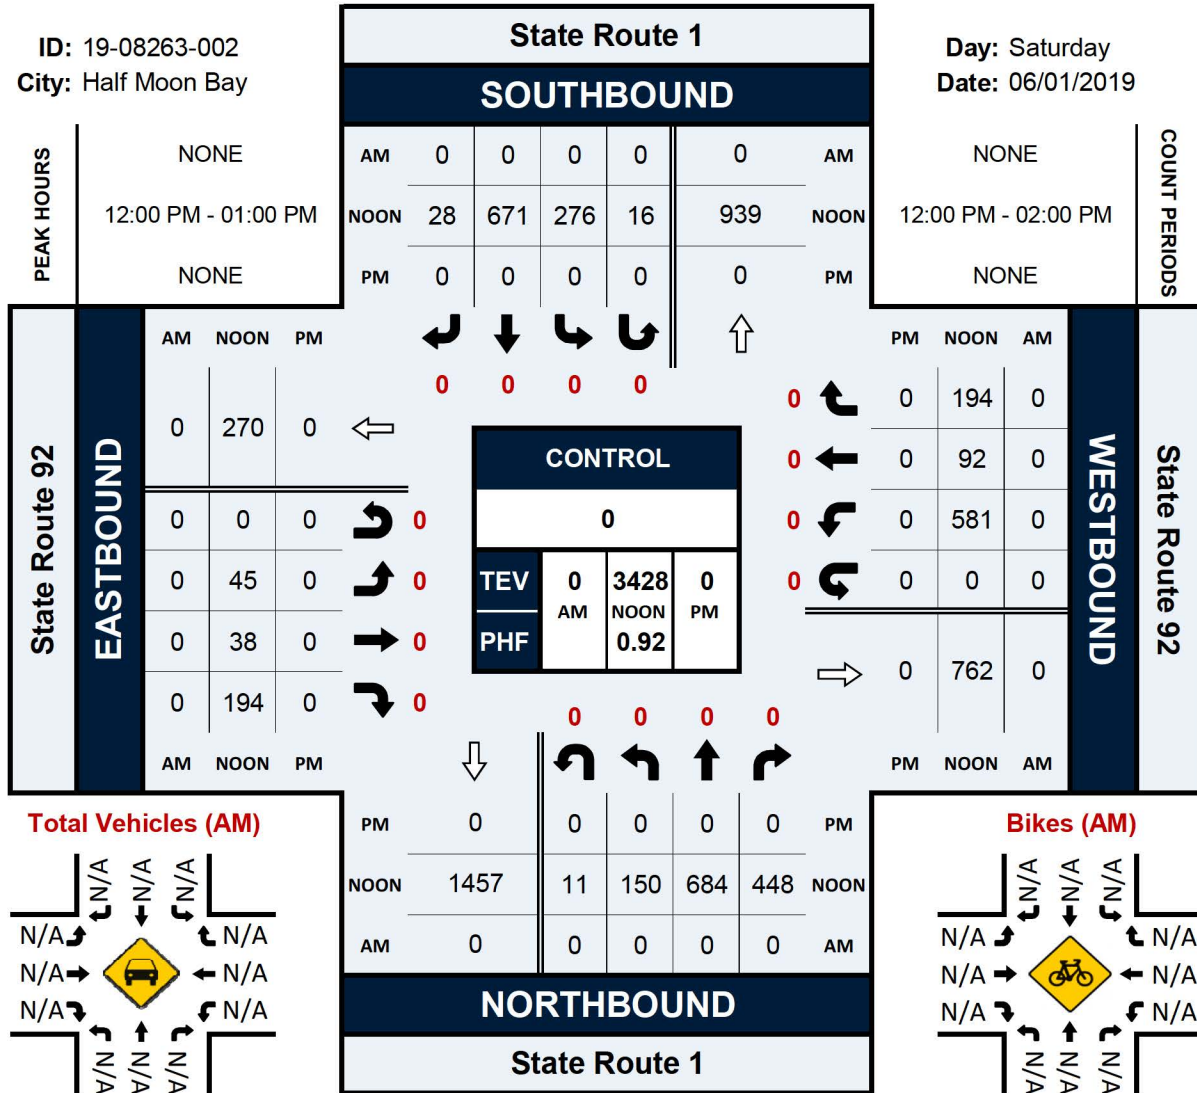 ID: 19-08263-002
City: Half Moon Bay
State Route 1
SOUTHBOUND
Day: Saturday
Date: 06/01/2019
PEAK HOURS
NONE
12:00 PM - 01:00 PM
NONE
AM 0 0 0 0 0 AM
NOON 28 671 276 16 939 NOON
PM 0 0 0 0 0 PM
NONE
12:00 PM - 02:00 PM
NONE
COUNT PERIODS
0 0 0 0
State Route 92
EASTBOUND
AM NOON PM
0 270 0
0 0 0 0
0 45 0 0
0 38 0 0
0 194 0 0
AM NOON PM
CONTROL
0
TEV 0 3428 0
AM NOON PM
PHF 0.92
PM NOON AM
0 0 194 0
0 0 92 0
0 0 581 0
0 0 0 0
0 762 0
PM NOON AM
WESTBOUND
State Route 92
0 0 0 0
PM 0 0 0 0 0 PM
NOON 1457 11 150 684 448 NOON
AM 0 0 0 0 0 AM
NORTHBOUND
State Route 1
Total Vehicles (AM)
N/A N/A N/A
N/A N/A
N/A N/A
N/A N/A
N/A N/A N/A
Bikes (AM)
N/A N/A N/A
N/A N/A
N/A N/A
N/A N/A
N/A N/A N/A